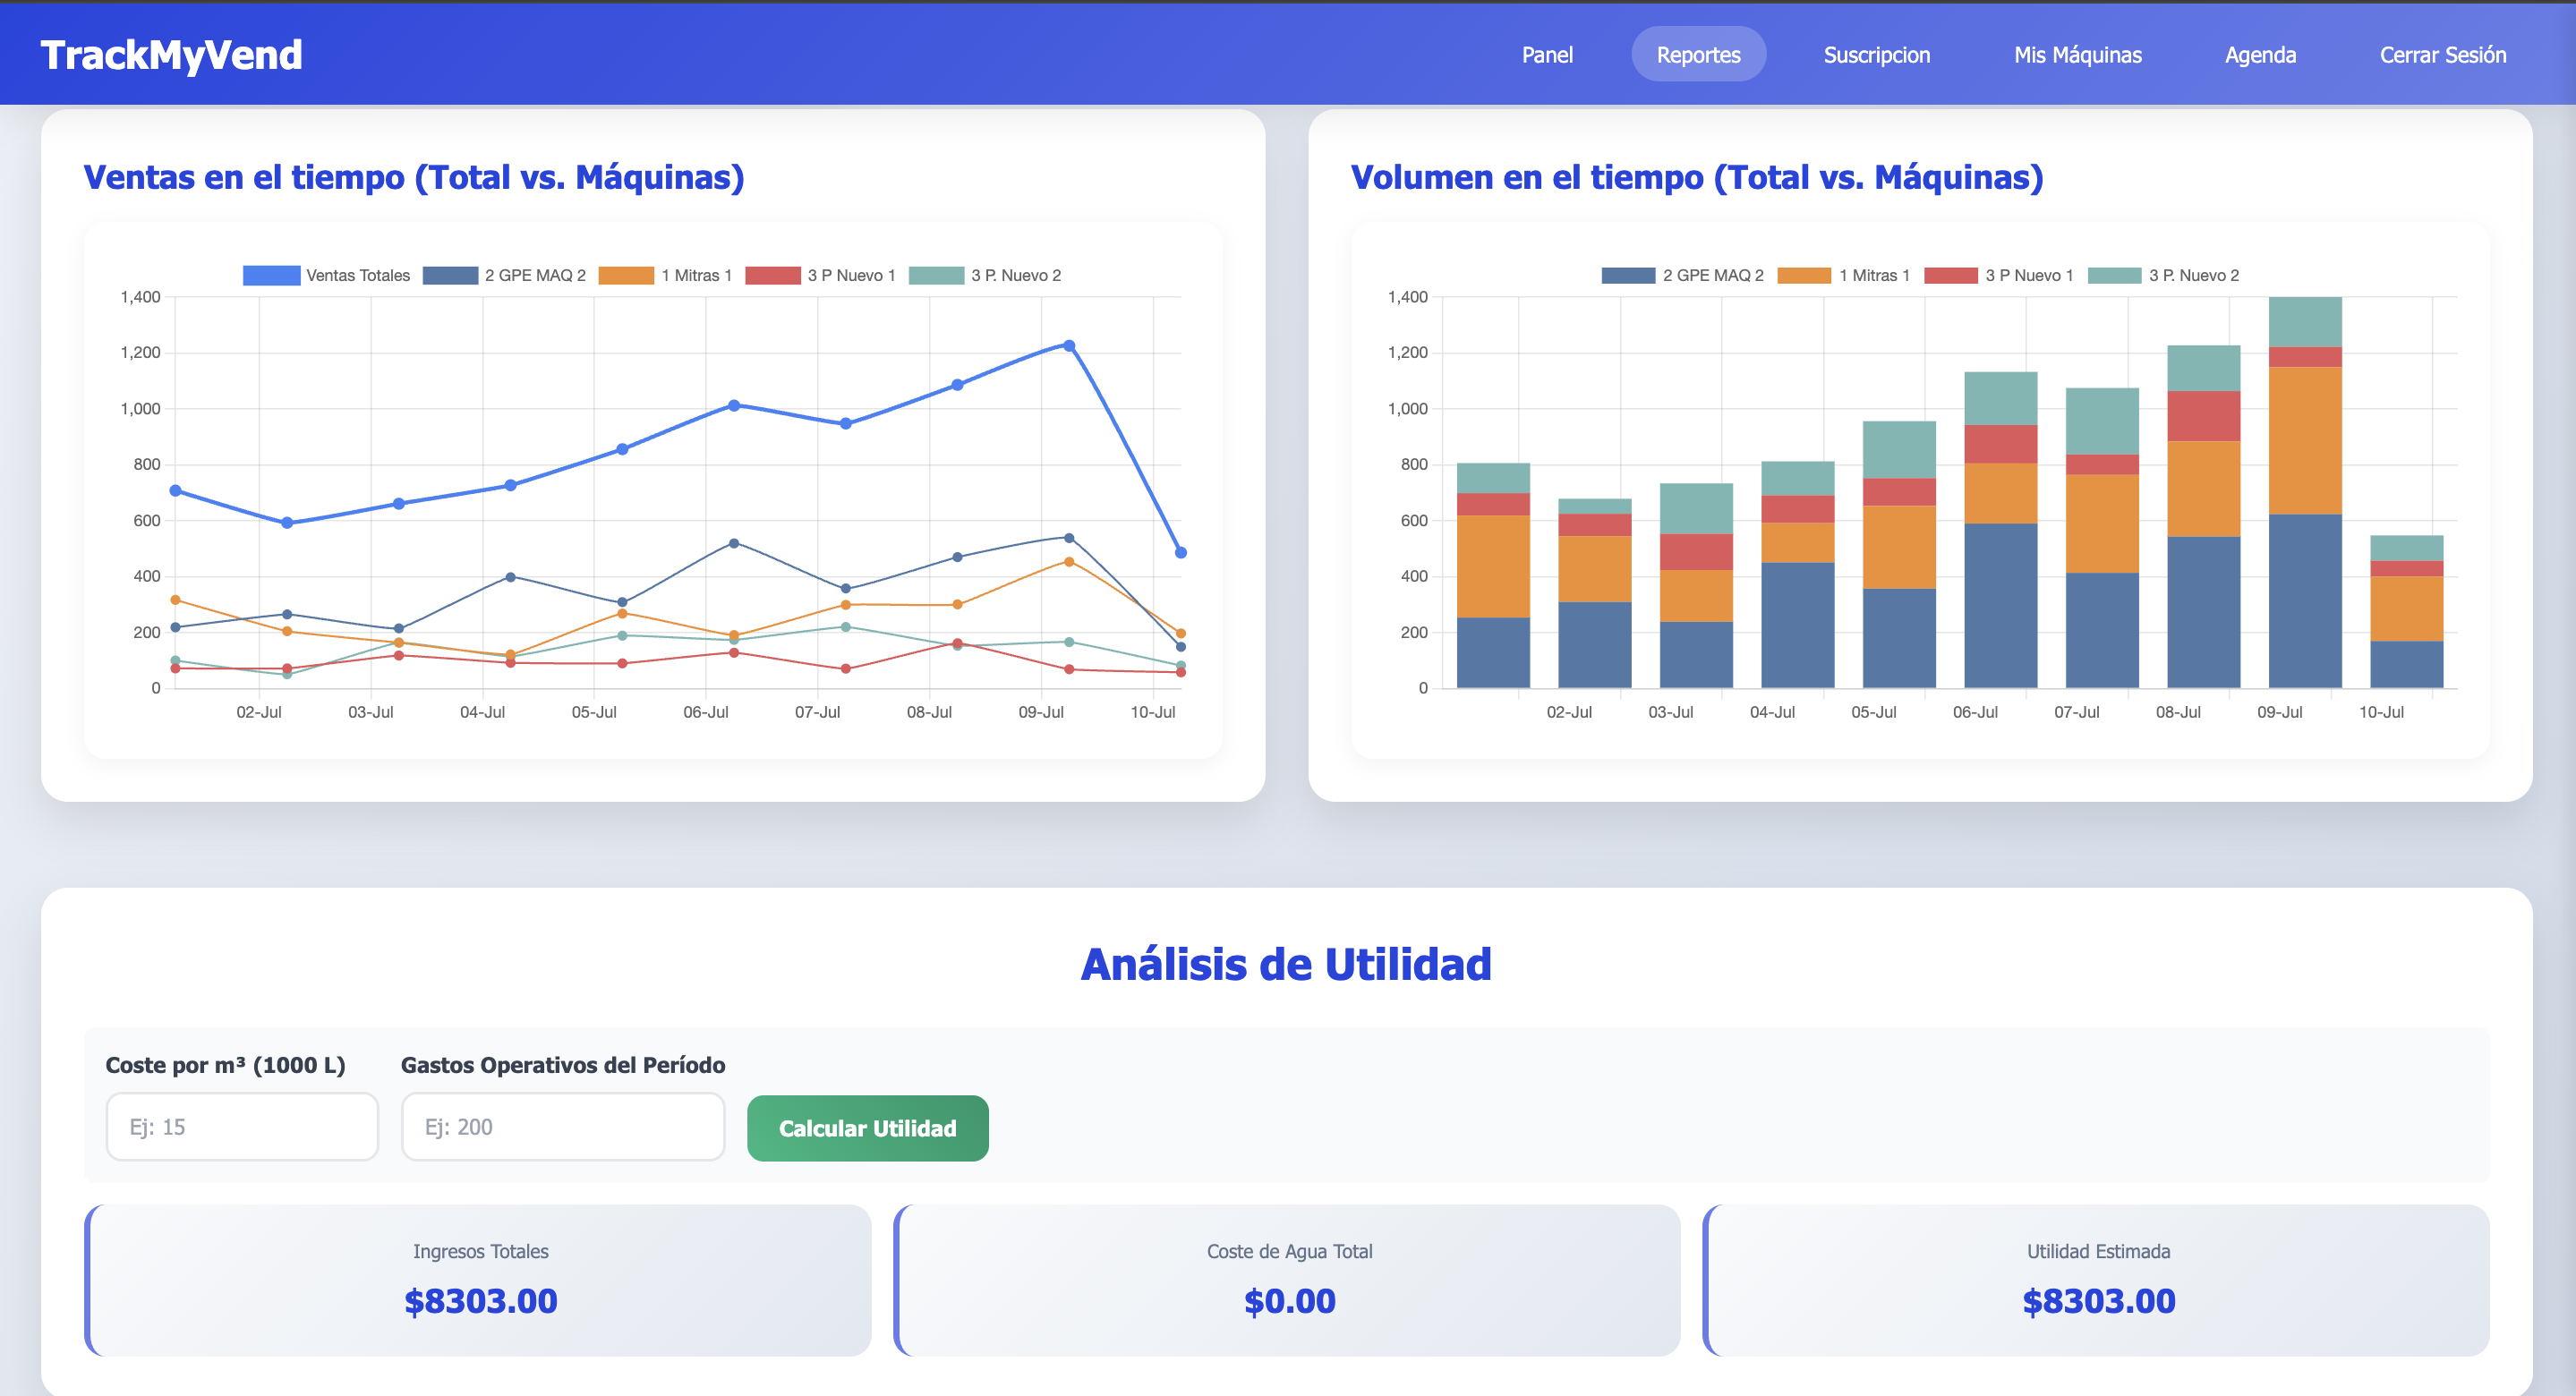 TrackMyVend
Panel
Reportes
Suscripcion
Mis Máquinas
Agenda
Cerrar Sesión
Ventas en el tiempo (Total vs. Máquinas)
Ventas Totales 2 GPE MAQ 2 1 Mitras 1 3 P Nuevo 1 3 P. Nuevo 2
1,400
1,200
1,000
800
600
400
200
0
02-Jul 03-Jul 04-Jul 05-Jul 06-Jul 07-Jul 08-Jul 09-Jul 10-Jul
Volumen en el tiempo (Total vs. Máquinas)
2 GPE MAQ 2 1 Mitras 1 3 P Nuevo 1 3 P. Nuevo 2
1,400
1,200
1,000
800
600
400
200
0
02-Jul 03-Jul 04-Jul 05-Jul 06-Jul 07-Jul 08-Jul 09-Jul 10-Jul
Análisis de Utilidad
Coste por m³ (1000 L)
Ej: 15
Gastos Operativos del Período
Ej: 200
Calcular Utilidad
Ingresos Totales
$8303.00
Coste de Agua Total
$0.00
Utilidad Estimada
$8303.00